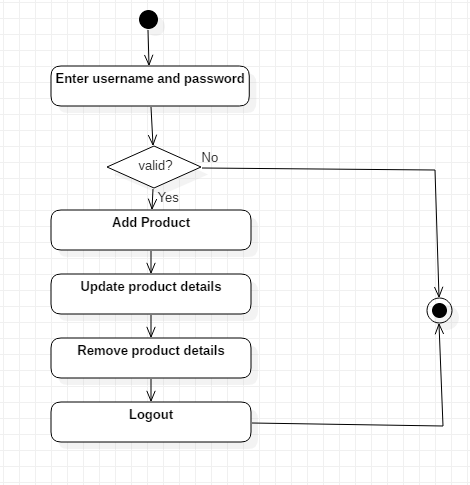 Enter username and password
valid?
No
Yes
Add Product
Update product details
Remove product details
Logout